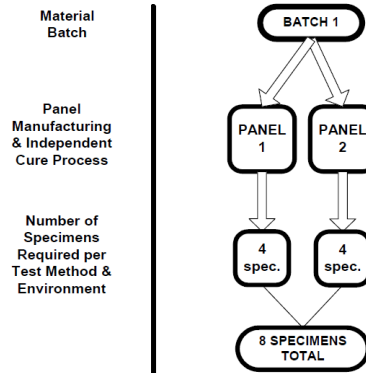 Material
Batch
BATCH 1
Panel
Manufacturing
& Independent
Cure Process
PANEL
1
PANEL
2
Number of
Specimens
Required per
Test Method &
Environment
4
spec.
4
spec.
8 SPECIMENS
TOTAL